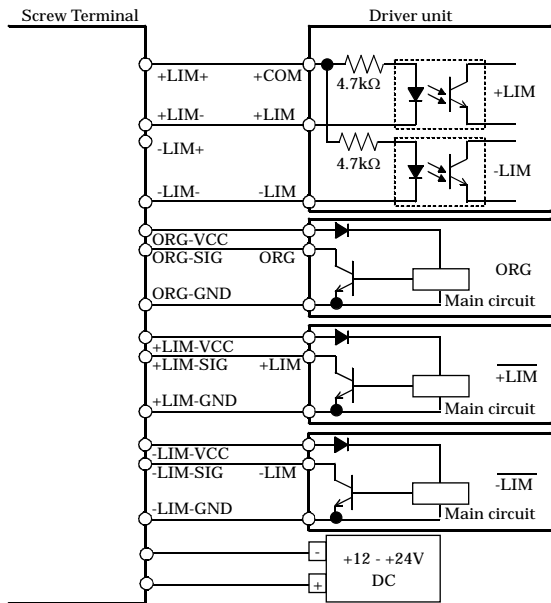 Screw Terminal
Driver unit
+LIM+
+COM
4.7kΩ
+LIM
+LIM-
+LIM
-LIM+
4.7kΩ
-LIM
-LIM-
-LIM
ORG-VCC
ORG-SIG
ORG
ORG
ORG-GND
Main circuit
+LIM-VCC
+LIM-SIG
+LIM
+LIM
+LIM-GND
Main circuit
-LIM-VCC
-LIM-SIG
-LIM
-LIM
-LIM-GND
Main circuit
-
+12 - +24V
+
DC